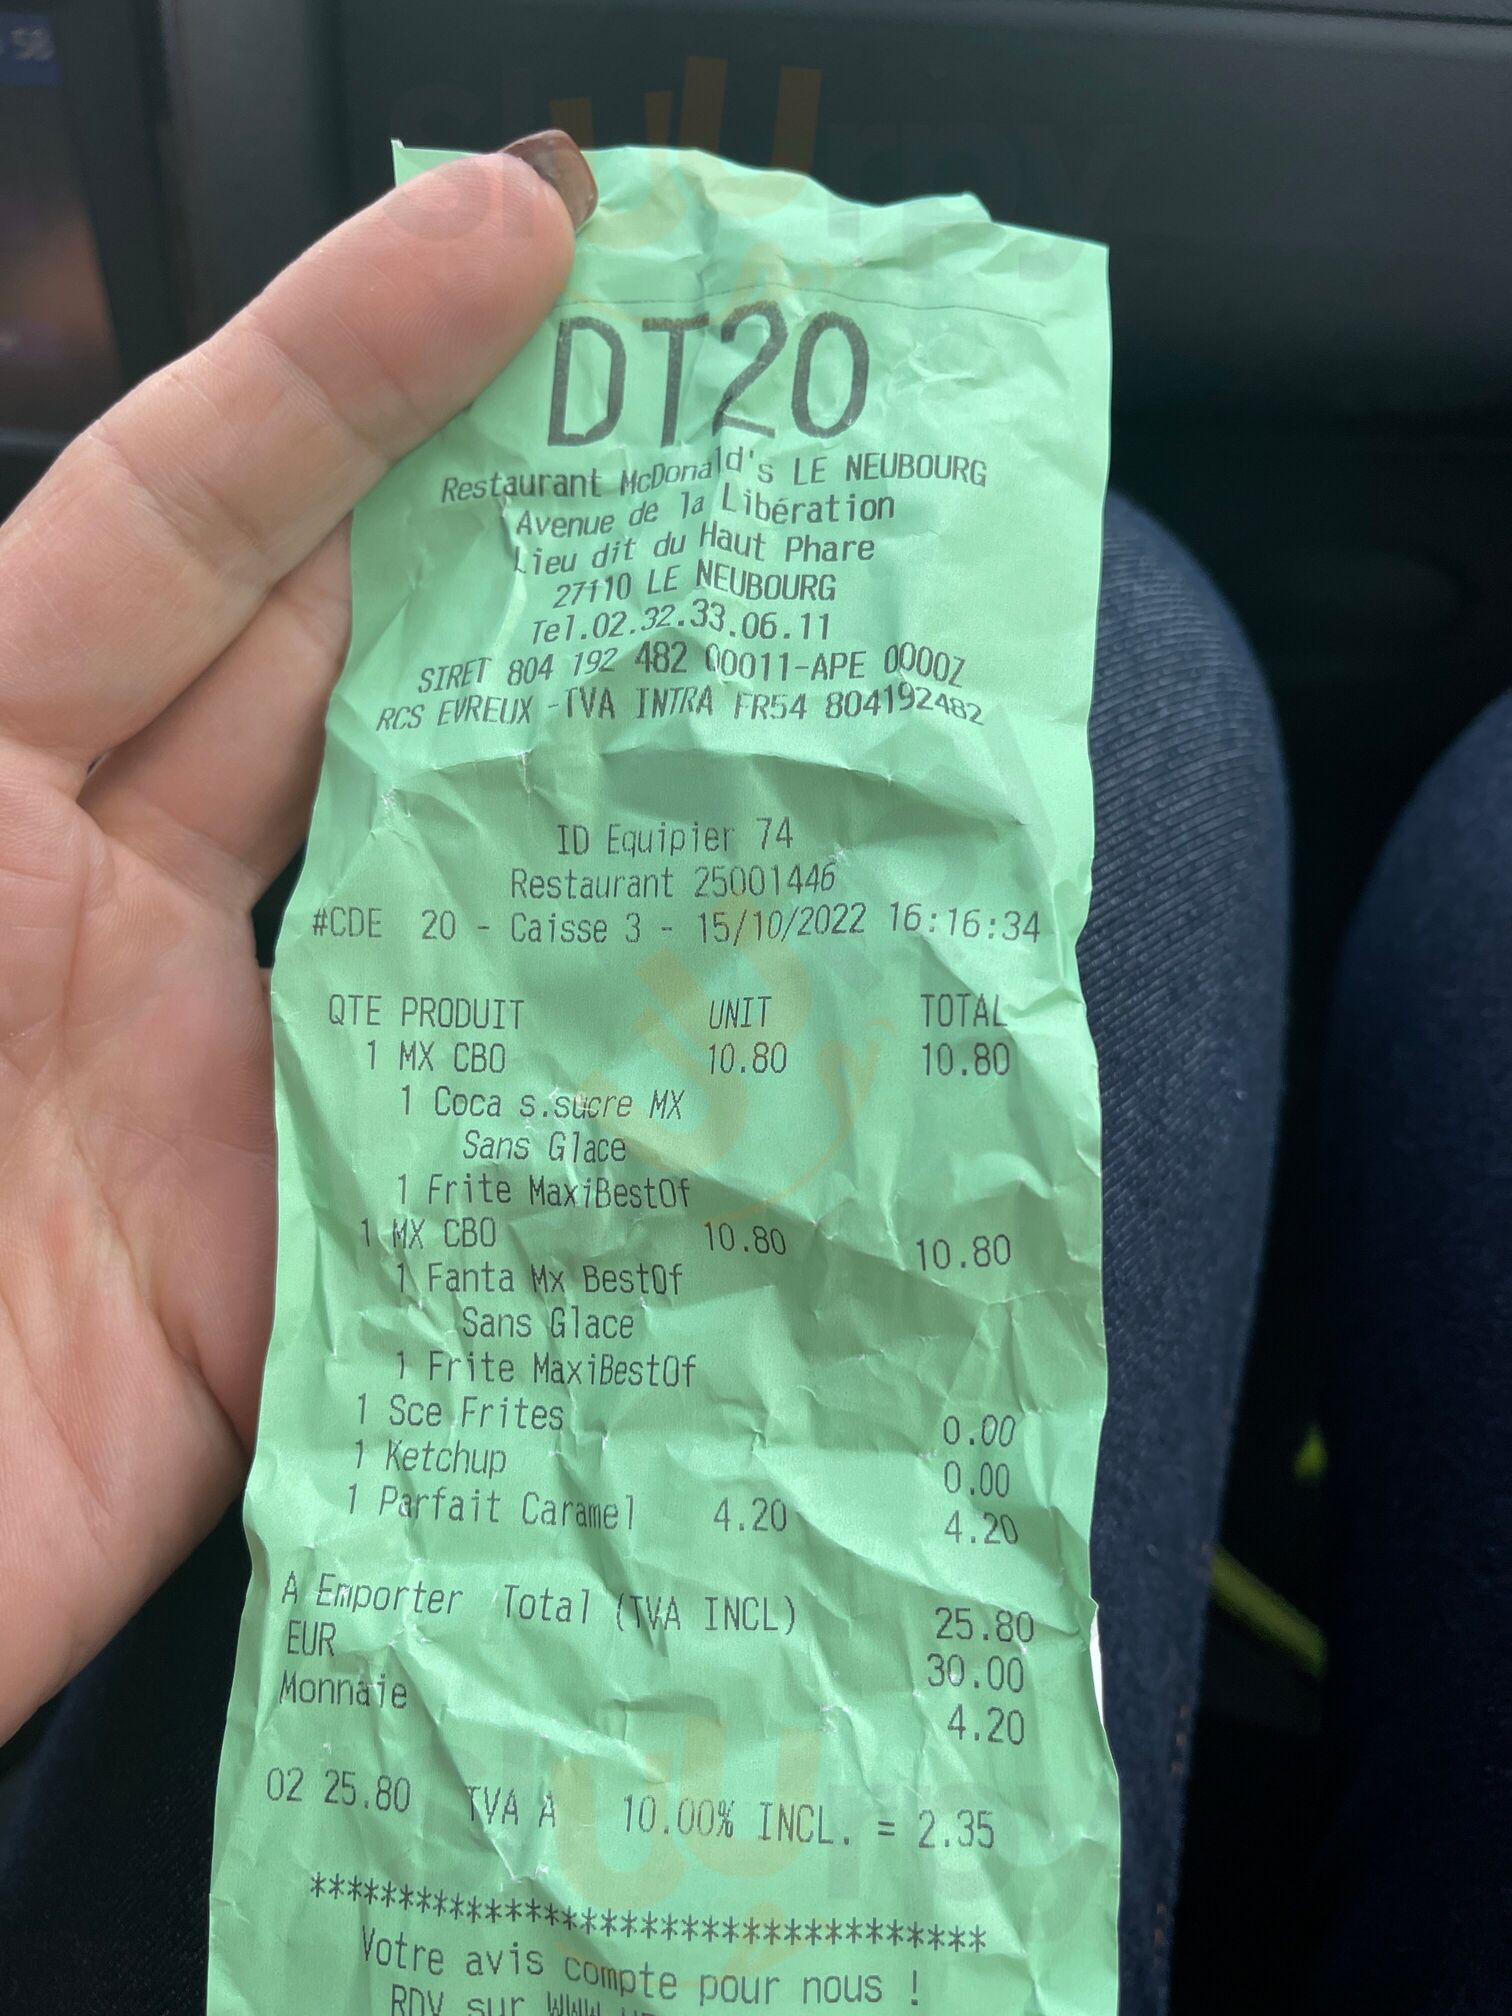 58
DT20
Restaurant McDonald's LE NEUBOURG
Avenue de la Libération
Lieu dit du Haut Phare
27110 LE NEUBOURG
Tel.02.32.33.06.11
SIRET 804 192 482 00011-APE 0000Z
RCS EVREUX -TVA INTRA FR54 804192482
ID Equipier 74
Restaurant 25001446
#CDE 20 - Caisse 3 - 15/10/2022 16:16:34
QTE PRODUIT UNIT TOTAL
1 MX CBO 10.80 10.80
1 Coca s.sucre MX
Sans Glace
1 Frite MaxiBestOf
1 MX CBO 10.80 10.80
1 Fanta Mx BestOf
Sans Glace
1 Frite MaxiBestOf
1 Sce Frites 0.00
1 Ketchup 0.00
1 Parfait Caramel 4.20 4.20
A Emporter Total (TVA INCL) 25.80
EUR 30.00
Monnaie 4.20
02 25.80 TVA A 10.00% INCL. = 2.35
**************************************
Votre avis compte pour nous !
RDV sur